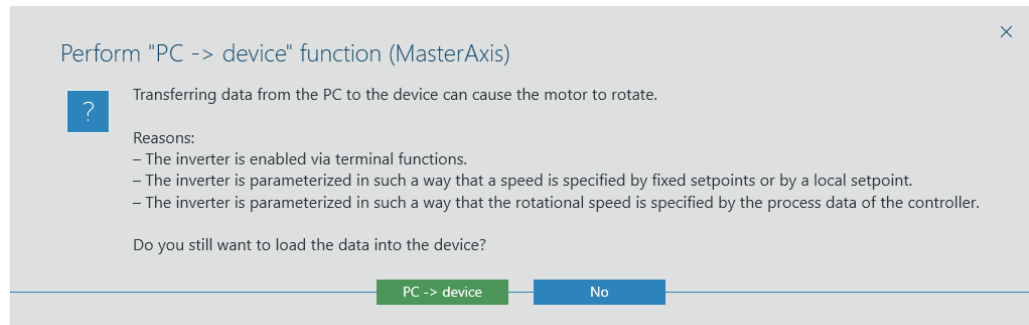 Perform "PC -> device" function (MasterAxis)
?
Transferring data from the PC to the device can cause the motor to rotate.
Reasons:
– The inverter is enabled via terminal functions.
– The inverter is parameterized in such a way that a speed is specified by fixed setpoints or by a local setpoint.
– The inverter is parameterized in such a way that the rotational speed is specified by the process data of the controller.
Do you still want to load the data into the device?
PC -> device
No